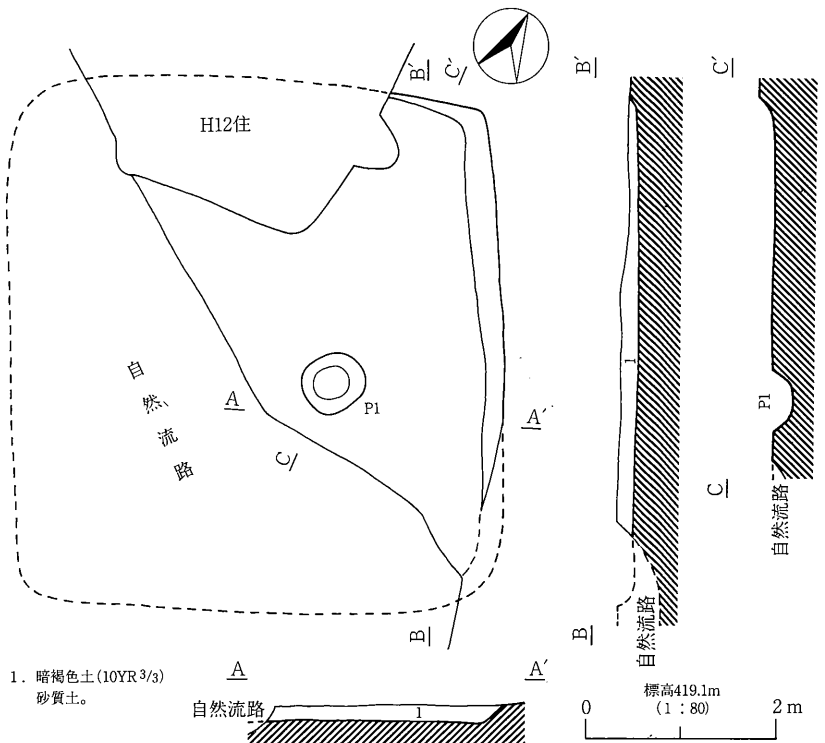 B′
C′
B′
C′
H12住
自然流路
A
P1
A′
C
1
P1
C
自然流路
B
B
自然流路
1. 暗褐色土(10YR 3/3)
砂質土。
A
A′
自然流路
1
標高419.1m
(1:80)
0
2m